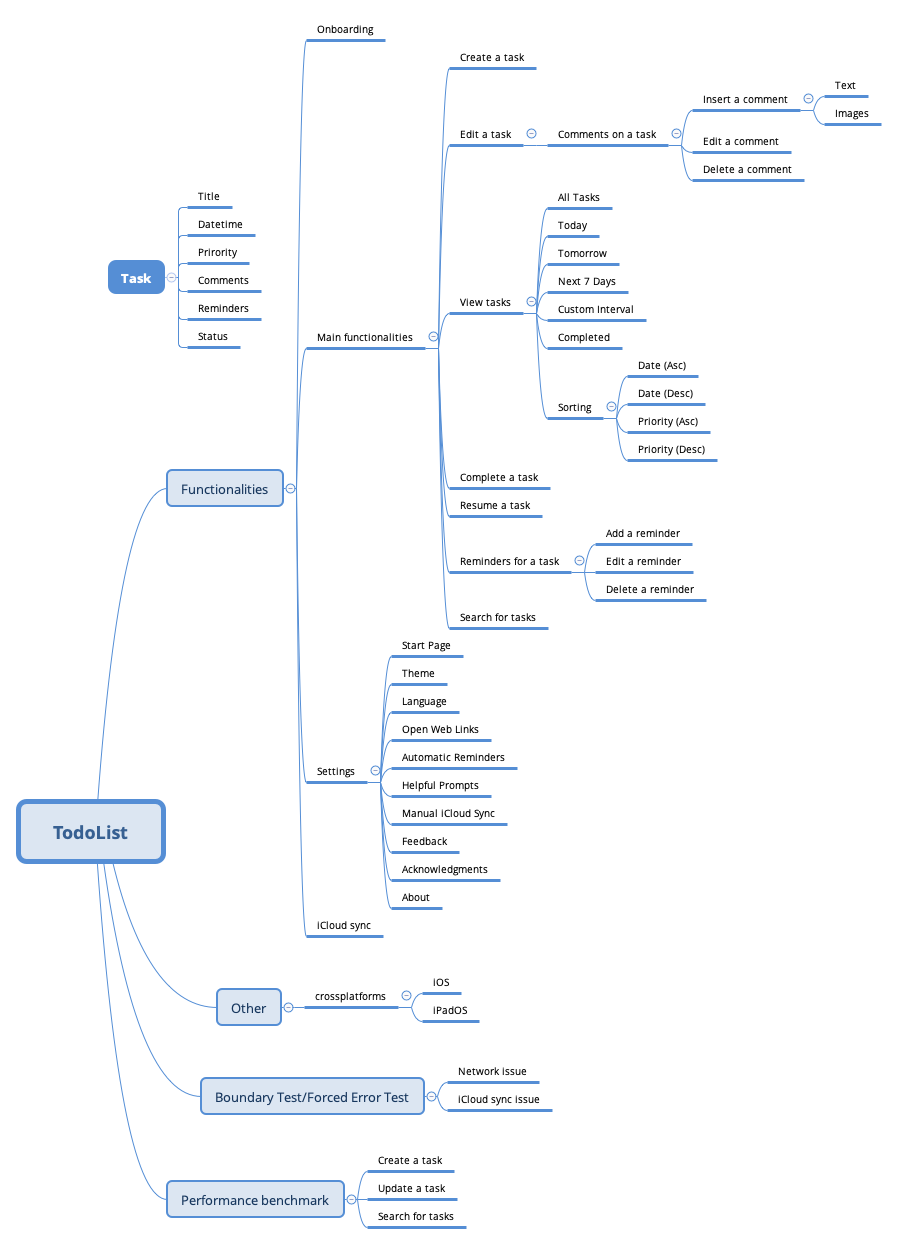 Task
Title
Datetime
Prirority
Comments
Reminders
Status
TodoList
Functionalities
Onboarding
Main functionalities
Create a task
Edit a task
Comments on a task
Insert a comment
Text
Images
Edit a comment
Delete a comment
View tasks
All Tasks
Today
Tomorrow
Next 7 Days
Custom Interval
Completed
Sorting
Date (Asc)
Date (Desc)
Priority (Asc)
Priority (Desc)
Complete a task
Resume a task
Reminders for a task
Add a reminder
Edit a reminder
Delete a reminder
Search for tasks
Settings
Start Page
Theme
Language
Open Web Links
Automatic Reminders
Helpful Prompts
Manual iCloud Sync
Feedback
Acknowledgments
About
iCloud sync
Other
crossplatforms
iOS
iPadOS
Boundary Test/Forced Error Test
Network issue
iCloud sync issue
Performance benchmark
Create a task
Update a task
Search for tasks